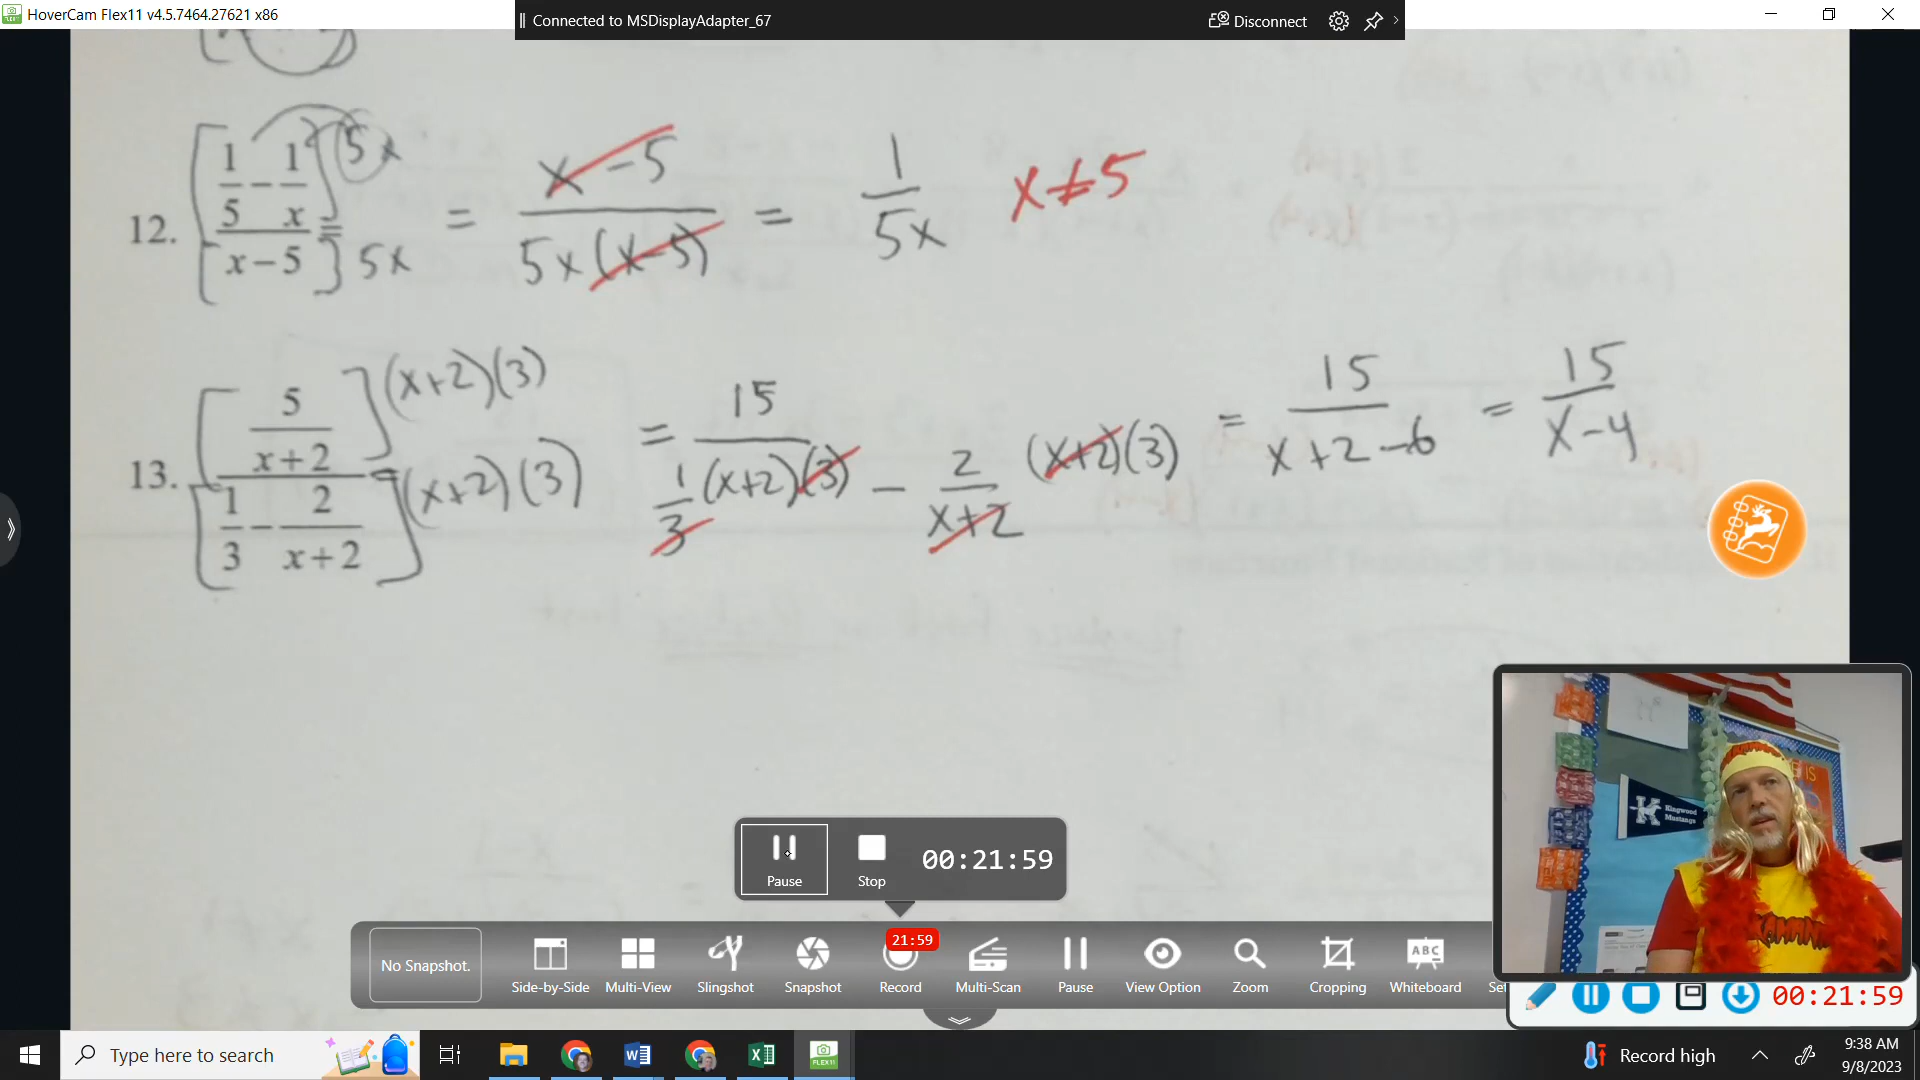 HoverCam Flex11 v4.5.7464.27621 x86
Connected to MSDisplayAdapter_67
Disconnect
12. [(1/5 − 1/x)] 5x / [x−5] 5x = x−5 / 5x(x−5) = 1/5x x≠5
13. [5/(x+2)] (x+2)(3) / [1/3 − 2/(x+2)] (x+2)(3) = 15 / 1/3 (x+2)(3) − 2/(x+2) (x+2)(3) = 15/(x+2−6) = 15/(x−4)
Kingwood
Mustangs
Pause
Stop
00:21:59
No Snapshot.
Side-by-Side
Multi-View
Slingshot
Snapshot
21:59
Record
Multi-Scan
Pause
View Option
Zoom
Cropping
ABC
Whiteboard
00:21:59
Type here to search
FLEX11
Record high
9:38 AM
9/8/2023